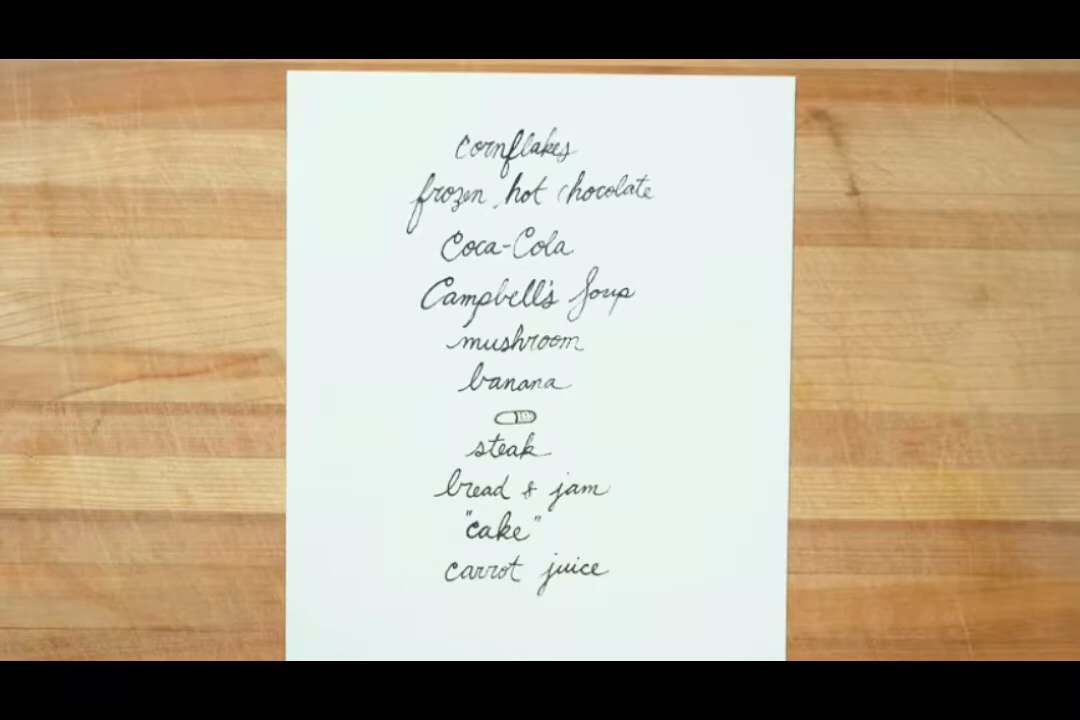 cornflakes
frozen hot chocolate
Coca-Cola
Campbell's Soup
mushroom
banana
steak
bread & jam
"cake"
carrot juice